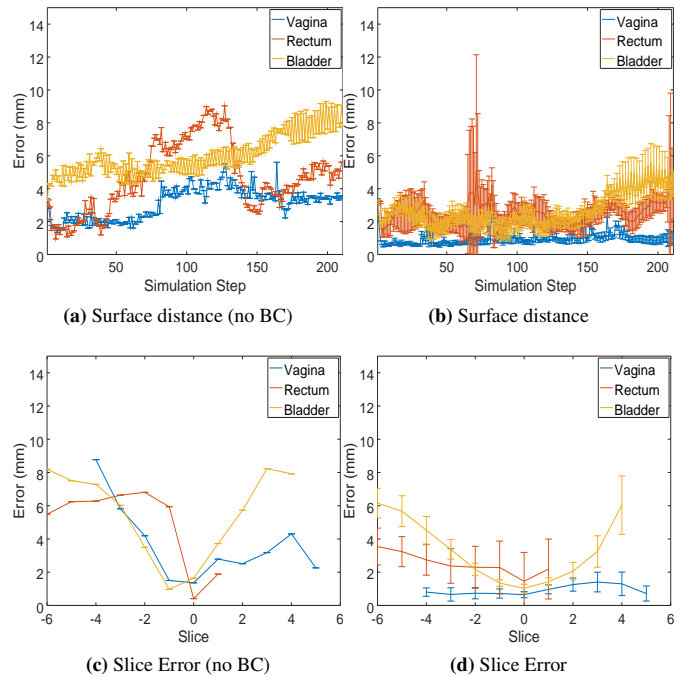 14
12
10
8
6
4
2
0
Error (mm)
50
100
150
200
Simulation Step
Vagina
Rectum
Bladder
(a) Surface distance (no BC)
14
12
10
8
6
4
2
0
Error (mm)
50
100
150
200
Simulation Step
Vagina
Rectum
Bladder
(b) Surface distance
14
12
10
8
6
4
2
0
Error (mm)
-6
-4
-2
0
2
4
6
Slice
Vagina
Rectum
Bladder
(c) Slice Error (no BC)
14
12
10
8
6
4
2
0
Error (mm)
-6
-4
-2
0
2
4
6
Slice
Vagina
Rectum
Bladder
(d) Slice Error